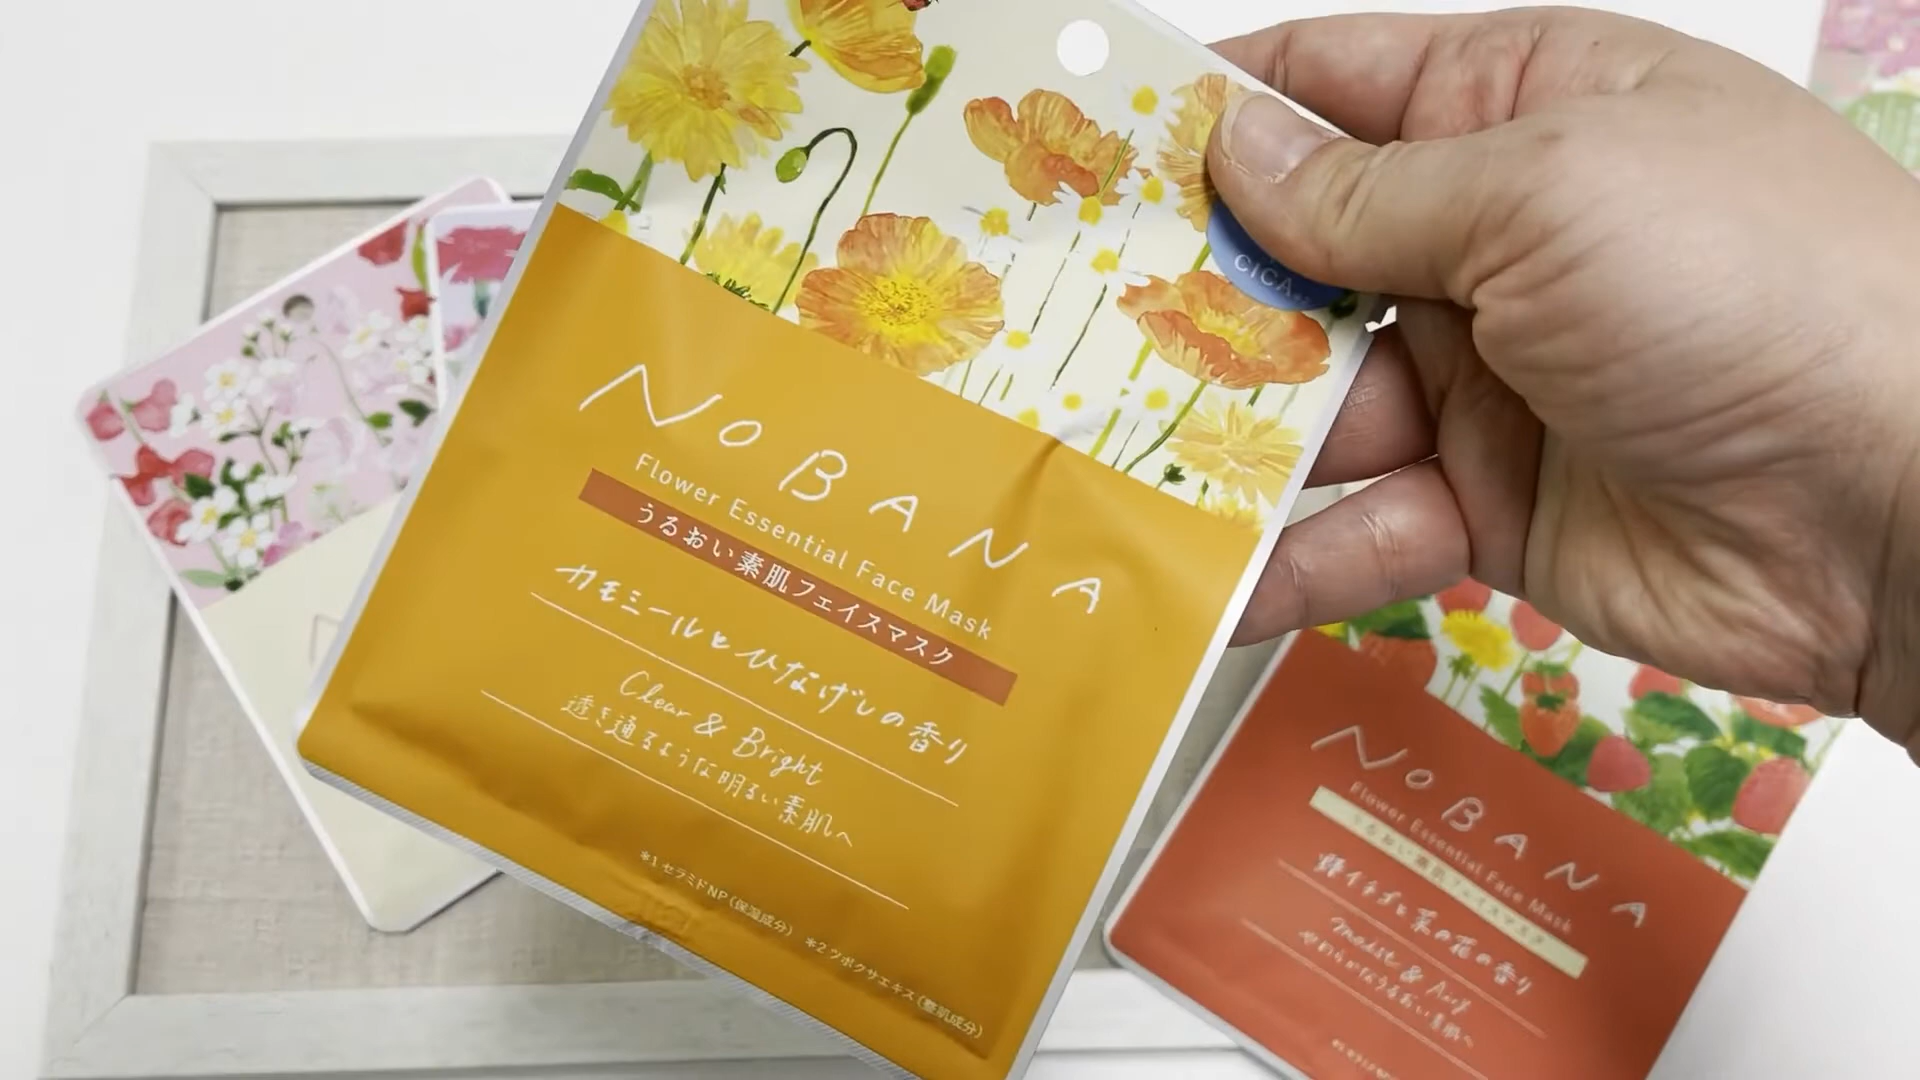 CICA
NOBANA
Flower Essential Face Mask
うるおい素肌フェイスマスク
カモミールとひなげしの香り
Clear & Bright
透き通るような明るい素肌へ
*1 セラミドNP(保湿成分) *2 ツボクサエキス(整肌成分)
NOBANA
Flower Essential Face Mask
うるおい素肌フェイスマスク
野イチゴと菜の花の香り
Moist & Airy
やわらかなうるおい素肌へ